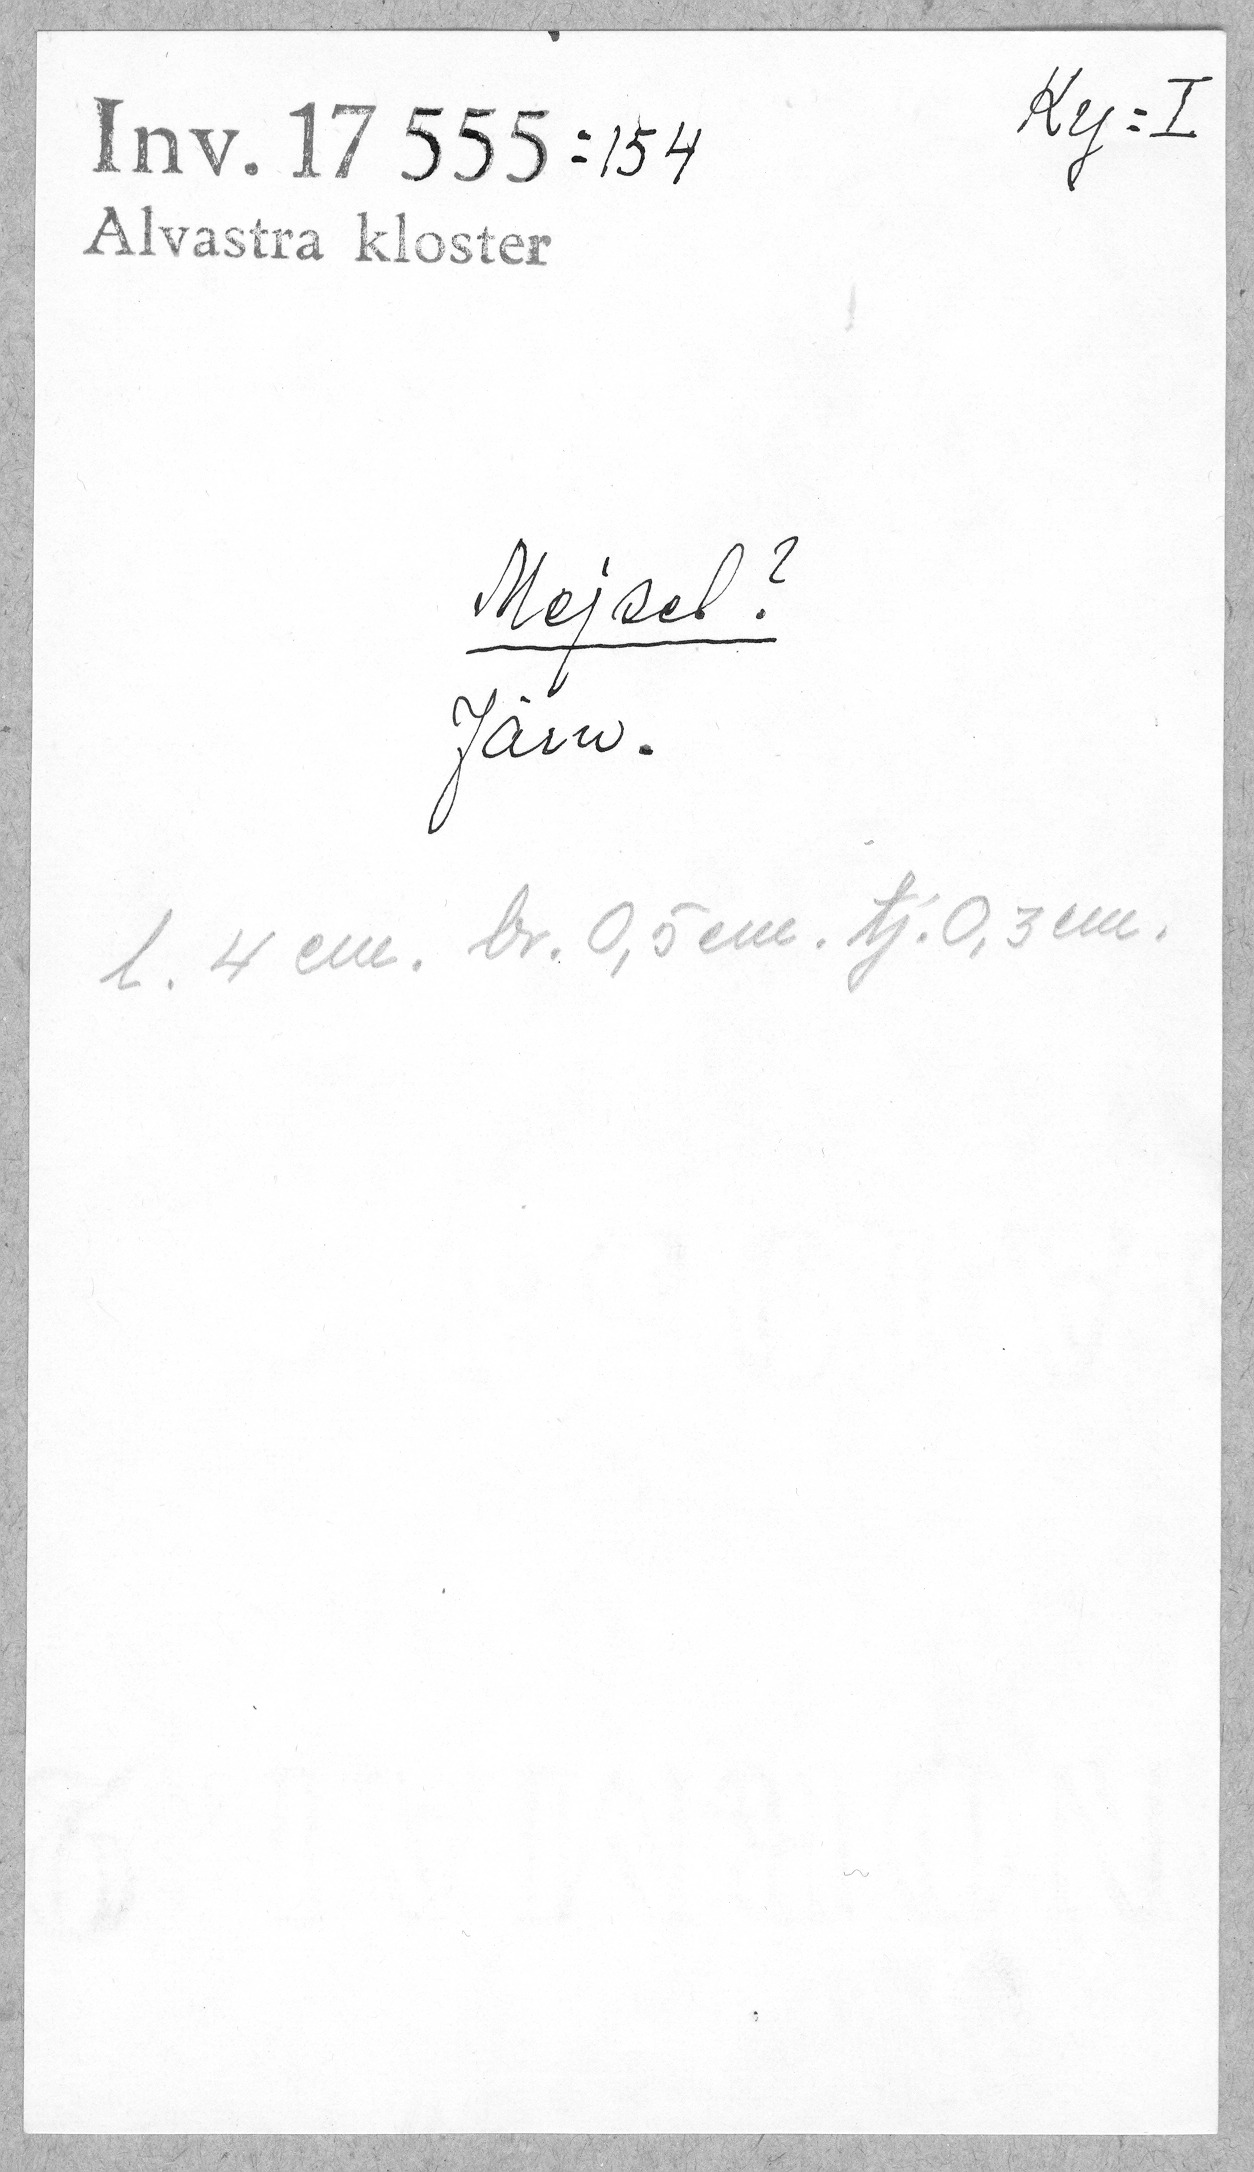 Inv. 17 555:154
Ky:I
Alvastra kloster
Mejsel?
Järn.
l. 4 cm. br. 0,5 cm. tj. 0,3 cm.